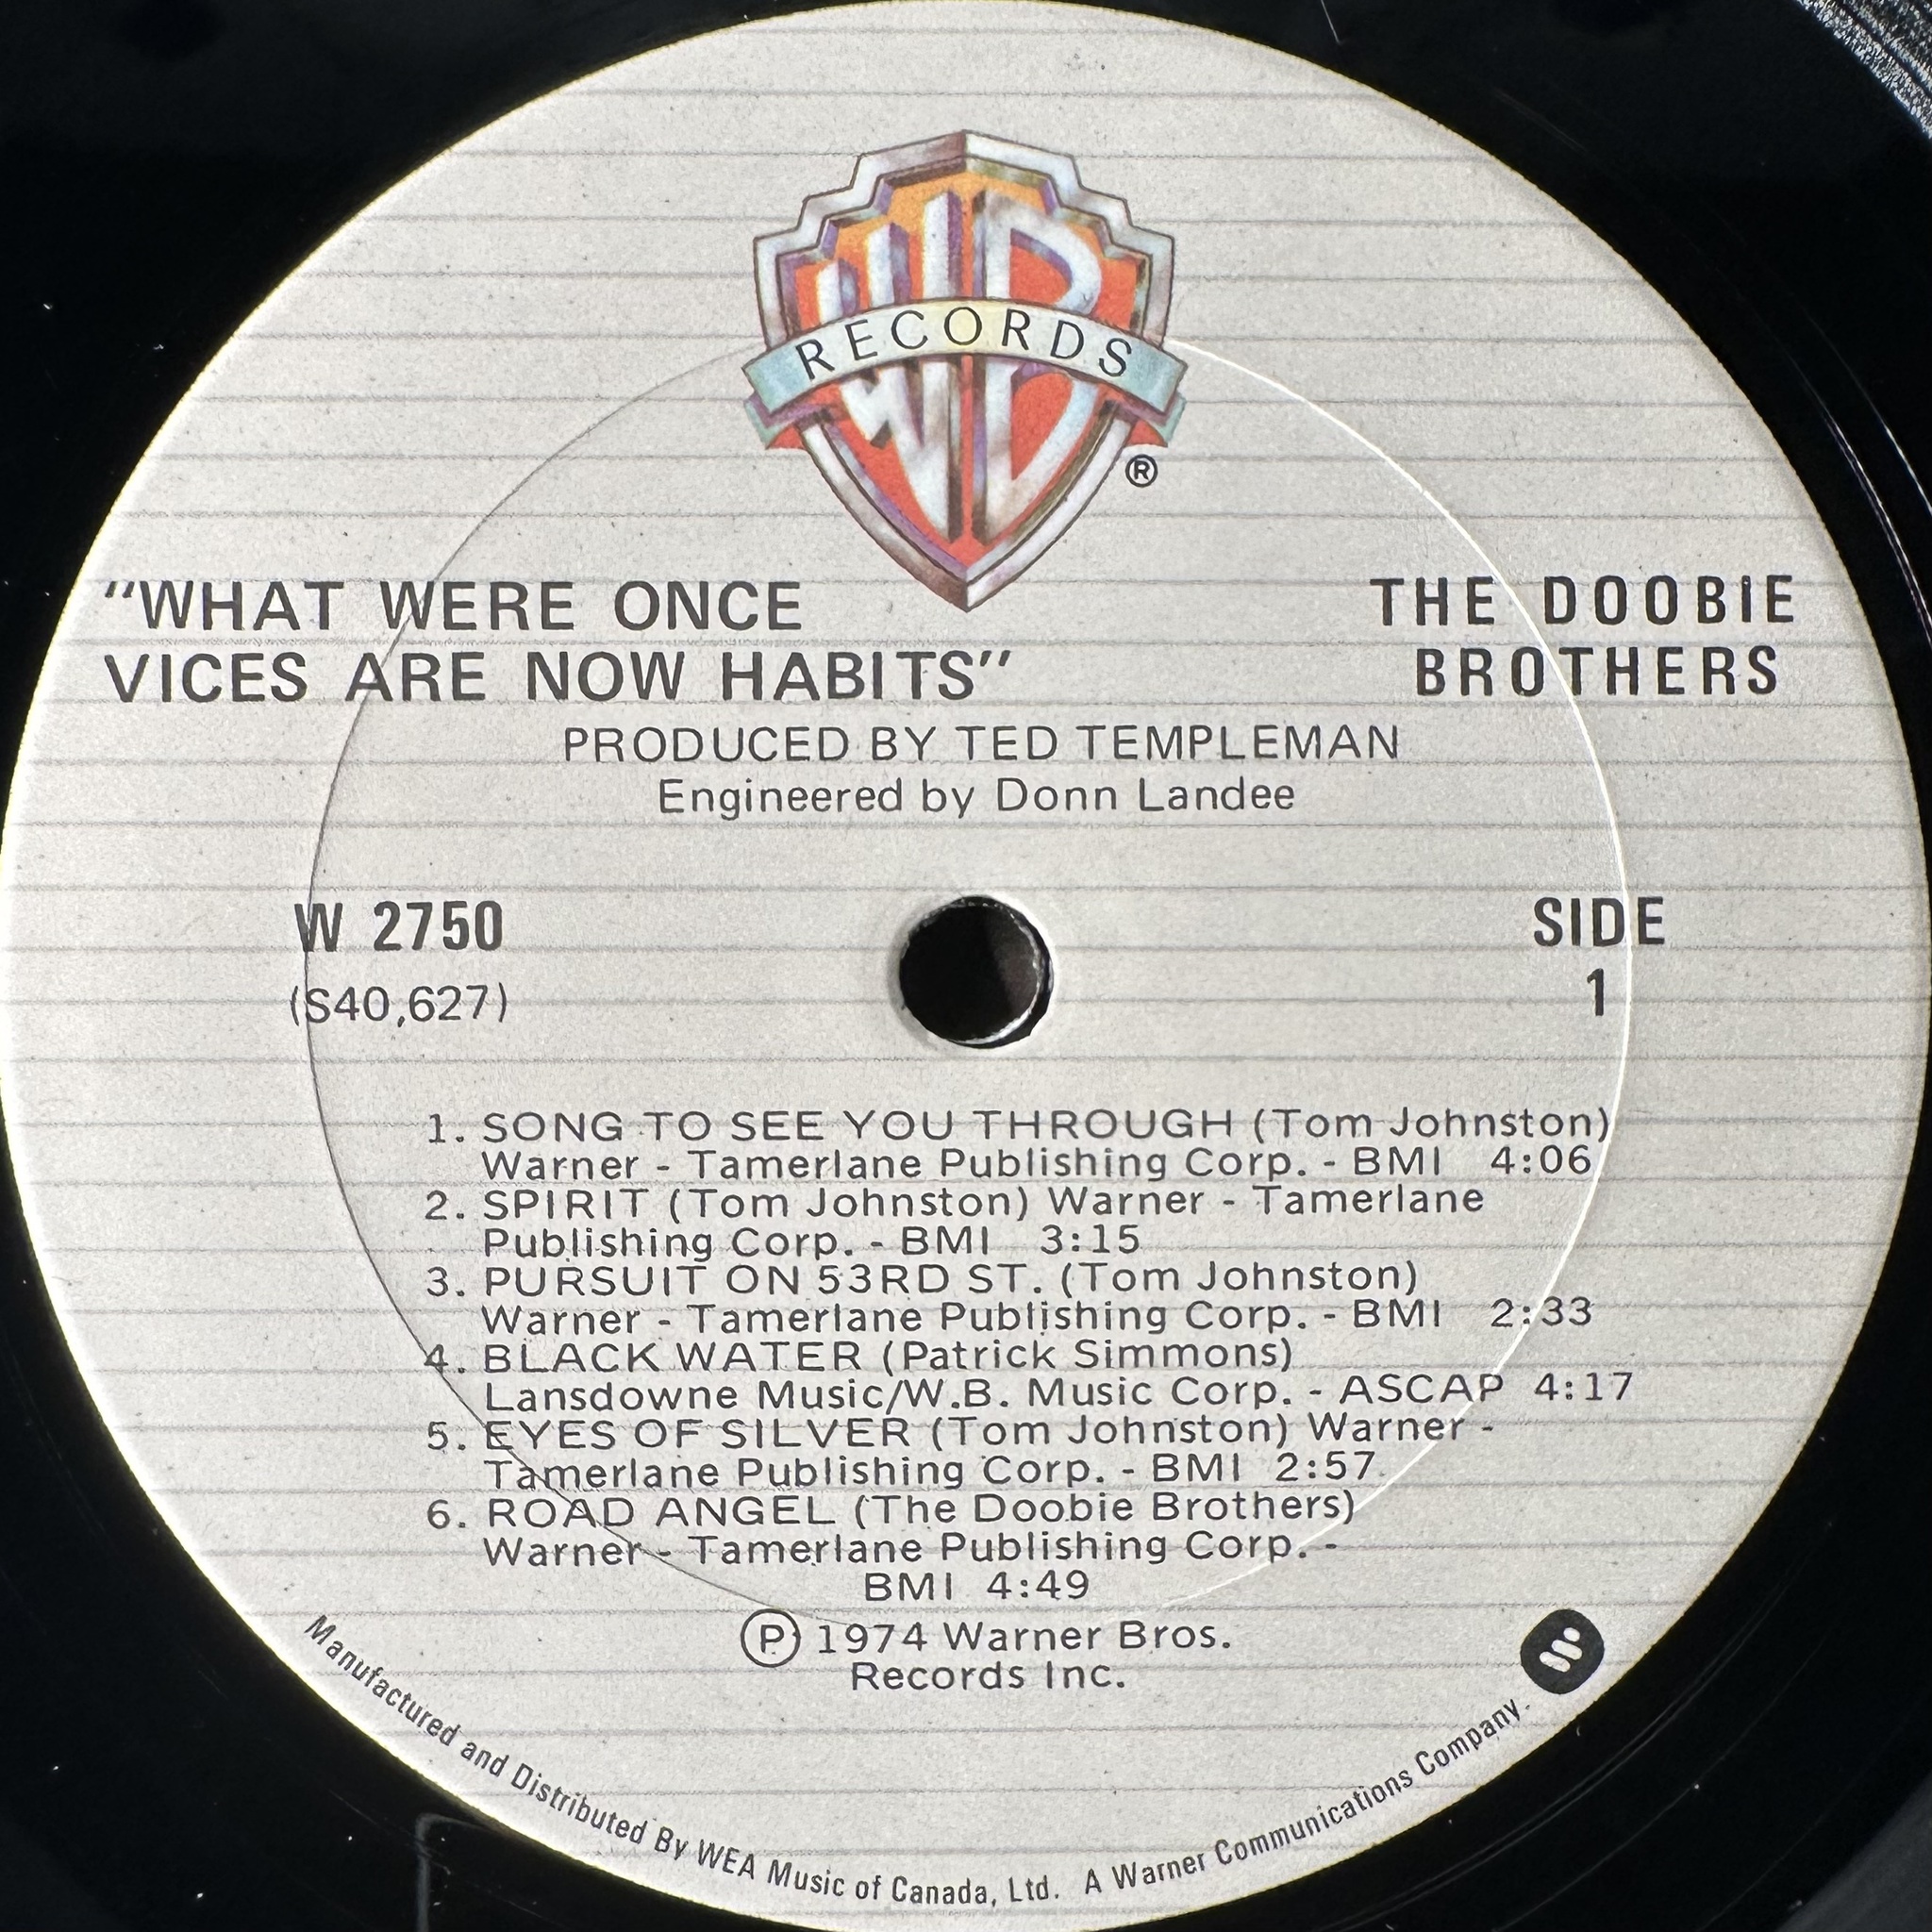 WB
RECORDS
®
"WHAT WERE ONCE
VICES ARE NOW HABITS"
THE DOOBIE
BROTHERS
PRODUCED BY TED TEMPLEMAN
Engineered by Donn Landee
W 2750
(S40,627)
SIDE
1
1. SONG TO SEE YOU THROUGH (Tom Johnston)
Warner - Tamerlane Publishing Corp. - BMI 4:06
2. SPIRIT (Tom Johnston) Warner - Tamerlane
Publishing Corp. - BMI 3:15
3. PURSUIT ON 53RD ST. (Tom Johnston)
Warner - Tamerlane Publishing Corp. - BMI 2:33
4. BLACK WATER (Patrick Simmons)
Lansdowne Music/W.B. Music Corp. - ASCAP 4:17
5. EYES OF SILVER (Tom Johnston) Warner -
Tamerlane Publishing Corp. - BMI 2:57
6. ROAD ANGEL (The Doobie Brothers)
Warner - Tamerlane Publishing Corp. -
BMI 4:49
Ⓟ 1974 Warner Bros.
Records Inc.
Manufactured and Distributed By WEA Music of Canada, Ltd. A Warner Communications Company.